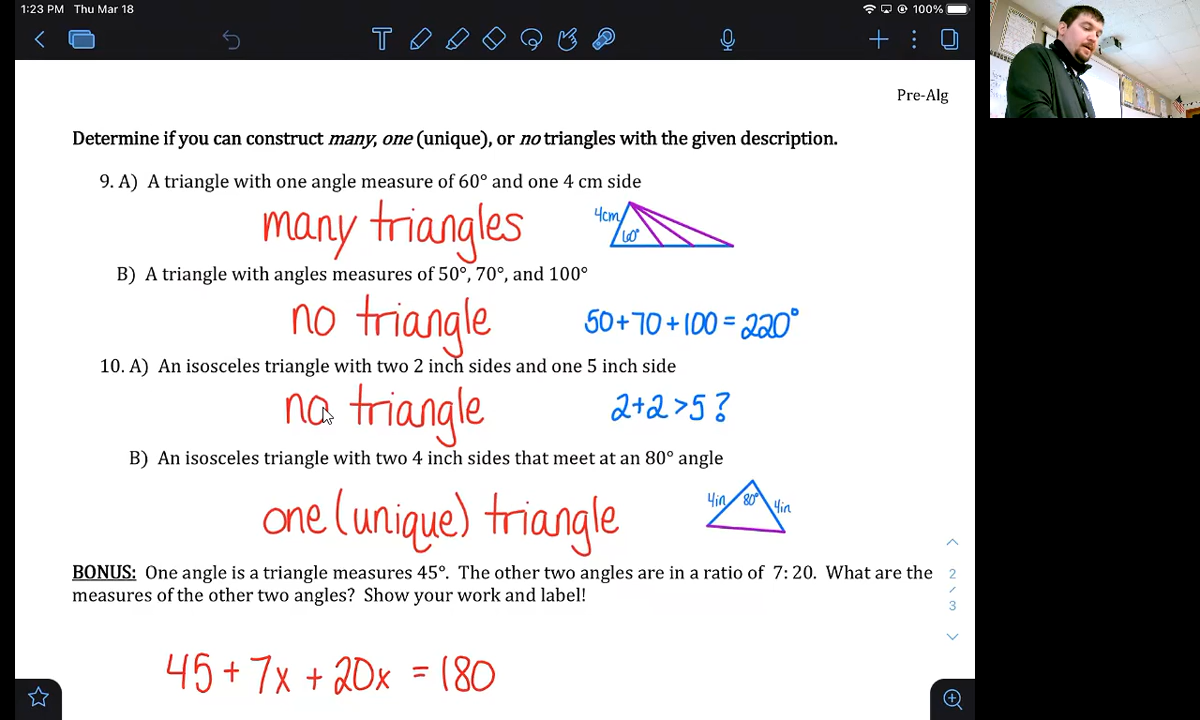 1:23 PM Thu Mar 18
100%
Pre-Alg
Determine if you can construct many, one (unique), or no triangles with the given description.
9. A) A triangle with one angle measure of 60° and one 4 cm side
many triangles
4cm
60°
B) A triangle with angles measures of 50°, 70°, and 100°
no triangle
50+70+100=220°
10. A) An isosceles triangle with two 2 inch sides and one 5 inch side
no triangle
2+2>5?
B) An isosceles triangle with two 4 inch sides that meet at an 80° angle
one (unique) triangle
4in 80° 4in
BONUS: One angle is a triangle measures 45°. The other two angles are in a ratio of 7: 20. What are the
measures of the other two angles? Show your work and label!
2
/
3
45 + 7x + 20x = 180